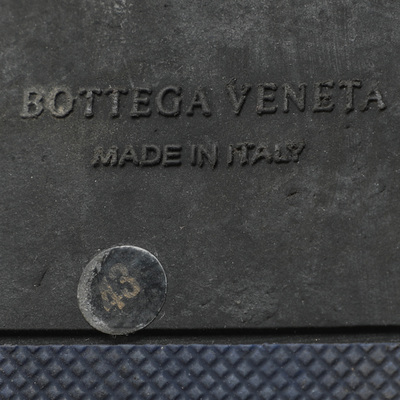 BOTTEGA VENETA
MADE IN ITALY
43